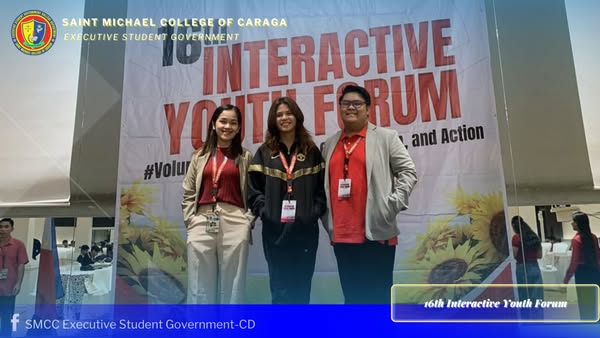 SAINT MICHAEL COLLEGE OF CARAGA
EXECUTIVE STUDENT GOVERNMENT
16th
INTERACTIVE
YOUTH FORUM
and Action
16th Interactive Youth Forum
SMCC Executive Student Government-CD